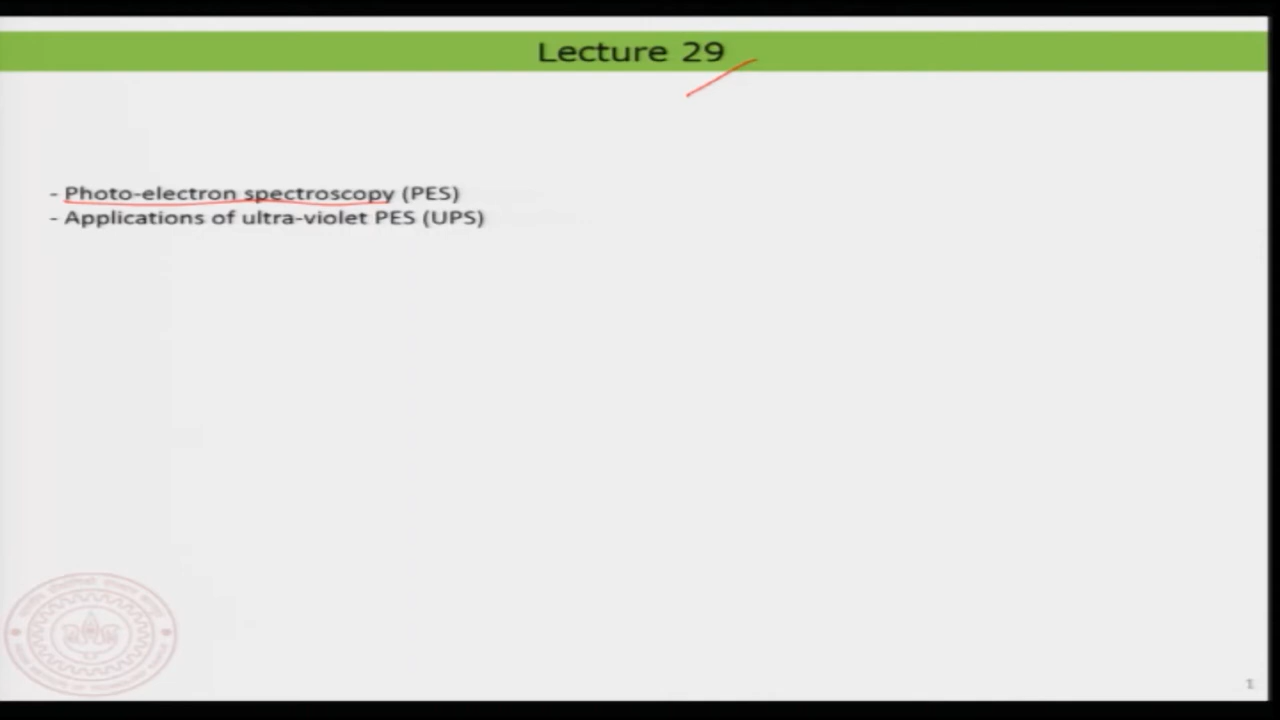 Lecture 29
- Photo-electron spectroscopy (PES)
- Applications of ultra-violet PES (UPS)
1